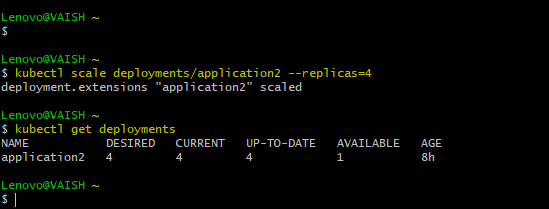 Lenovo@VAISH ~
$
Lenovo@VAISH ~
$ kubectl scale deployments/application2 --replicas=4
deployment.extensions "application2" scaled
Lenovo@VAISH ~
$ kubectl get deployments
NAME DESIRED CURRENT UP-TO-DATE AVAILABLE AGE
application2 4 4 4 1 8h
Lenovo@VAISH ~
$